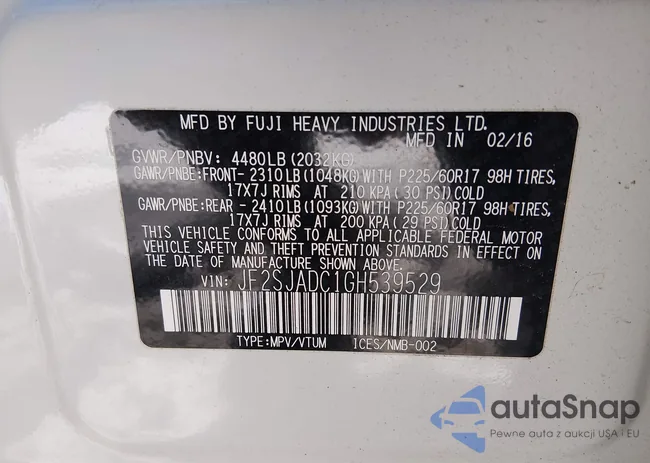 MFD BY FUJI HEAVY INDUSTRIES LTD.
MFD IN 02/16
GVWR/PNBV: 4480LB(2032KG)
GAWR/PNBE:FRONT- 2310LB(1048KG)WITH P225/60R17 98H TIRES,
17X7J RIMS AT 210 KPA(30 PSI)COLD
GAWR/PNBE:REAR - 2410LB(1093KG)WITH P225/60R17 98H TIRES,
17X7J RIMS AT 200 KPA(29 PSI)COLD
THIS VEHICLE CONFORMS TO ALL APPLICABLE FEDERAL MOTOR
VEHICLE SAFETY AND THEFT PREVENTION STANDARDS IN EFFECT ON
THE DATE OF MANUFACTURE SHOWN ABOVE.
VIN: JF2SJADC1GH539529
TYPE:MPV/VTUM ICES/NMB-002
autaSnap
Pewne auta z aukcji USA i EU